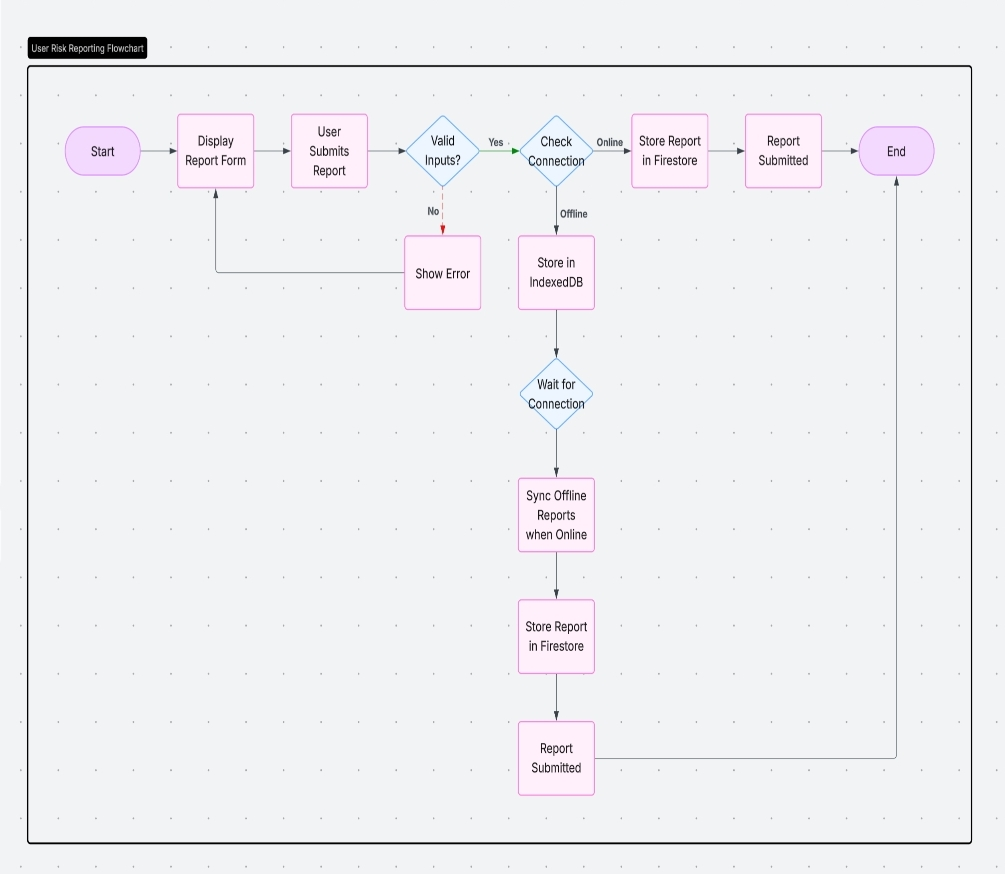 User Risk Reporting Flowchart
Start
Display
Report Form
User
Submits
Report
Valid
Inputs?
Yes
Check
Connection
Online
Store Report
in Firestore
Report
Submitted
End
No
Offline
Show Error
Store in
IndexedDB
Wait for
Connection
Sync Offline
Reports
when Online
Store Report
in Firestore
Report
Submitted